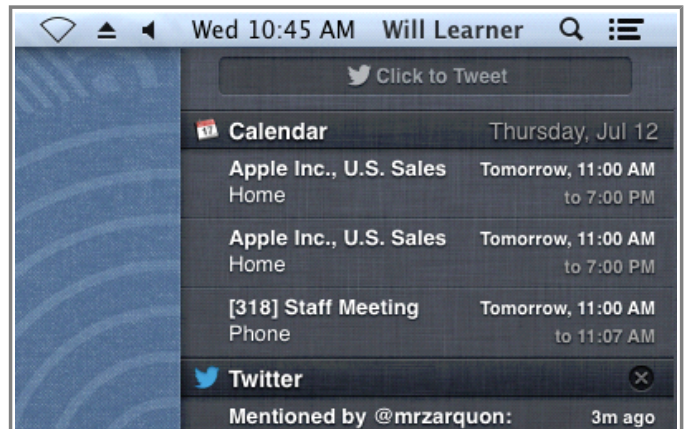 Wed 10:45 AM Will Learner
Click to Tweet
17 Calendar Thursday, Jul 12
Apple Inc., U.S. Sales Tomorrow, 11:00 AM
Home to 7:00 PM
Apple Inc., U.S. Sales Tomorrow, 11:00 AM
Home to 7:00 PM
[318] Staff Meeting Tomorrow, 11:00 AM
Phone to 11:07 AM
Twitter
Mentioned by @mrzarquon: 3m ago